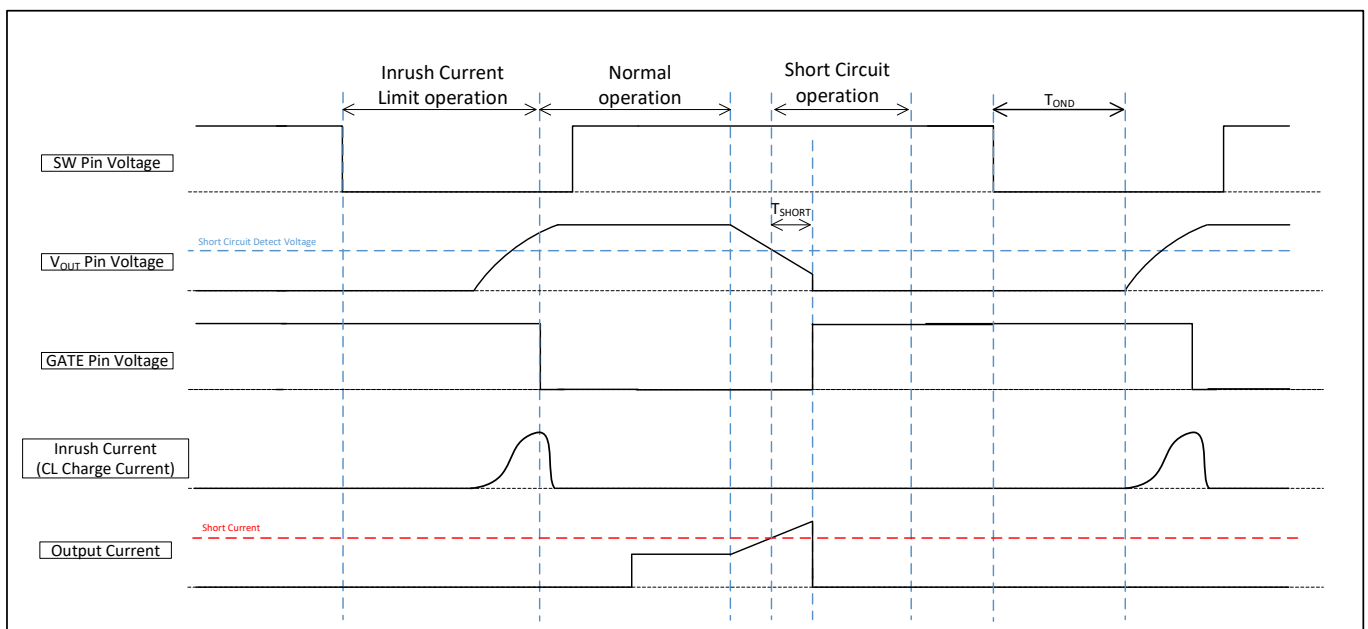 Inrush Current
Limit operation
Normal
operation
Short Circuit
operation
TOND
SW Pin Voltage
TSHORT
Short Circuit Detect Voltage
VOUT Pin Voltage
GATE Pin Voltage
Inrush Current
(CL Charge Current)
Short Current
Output Current